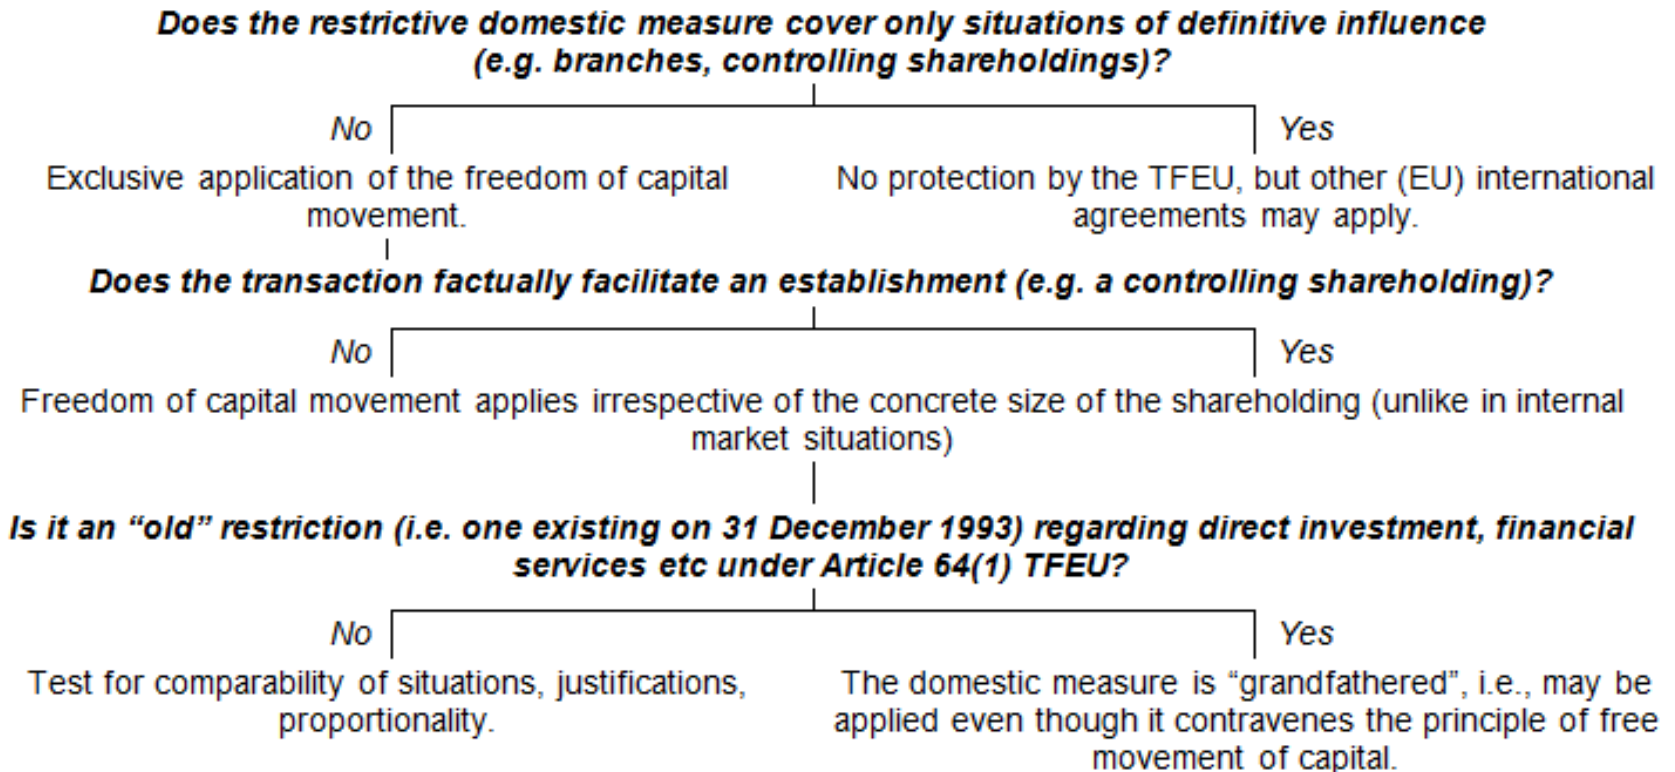 Does the restrictive domestic measure cover only situations of definitive influence
(e.g. branches, controlling shareholdings)?
No
Yes
Exclusive application of the freedom of capital
movement.
No protection by the TFEU, but other (EU) international
agreements may apply.
Does the transaction factually facilitate an establishment (e.g. a controlling shareholding)?
No
Yes
Freedom of capital movement applies irrespective of the concrete size of the shareholding (unlike in internal
market situations)
Is it an “old” restriction (i.e. one existing on 31 December 1993) regarding direct investment, financial
services etc under Article 64(1) TFEU?
No
Yes
Test for comparability of situations, justifications,
proportionality.
The domestic measure is “grandfathered”, i.e., may be
applied even though it contravenes the principle of free
movement of capital.